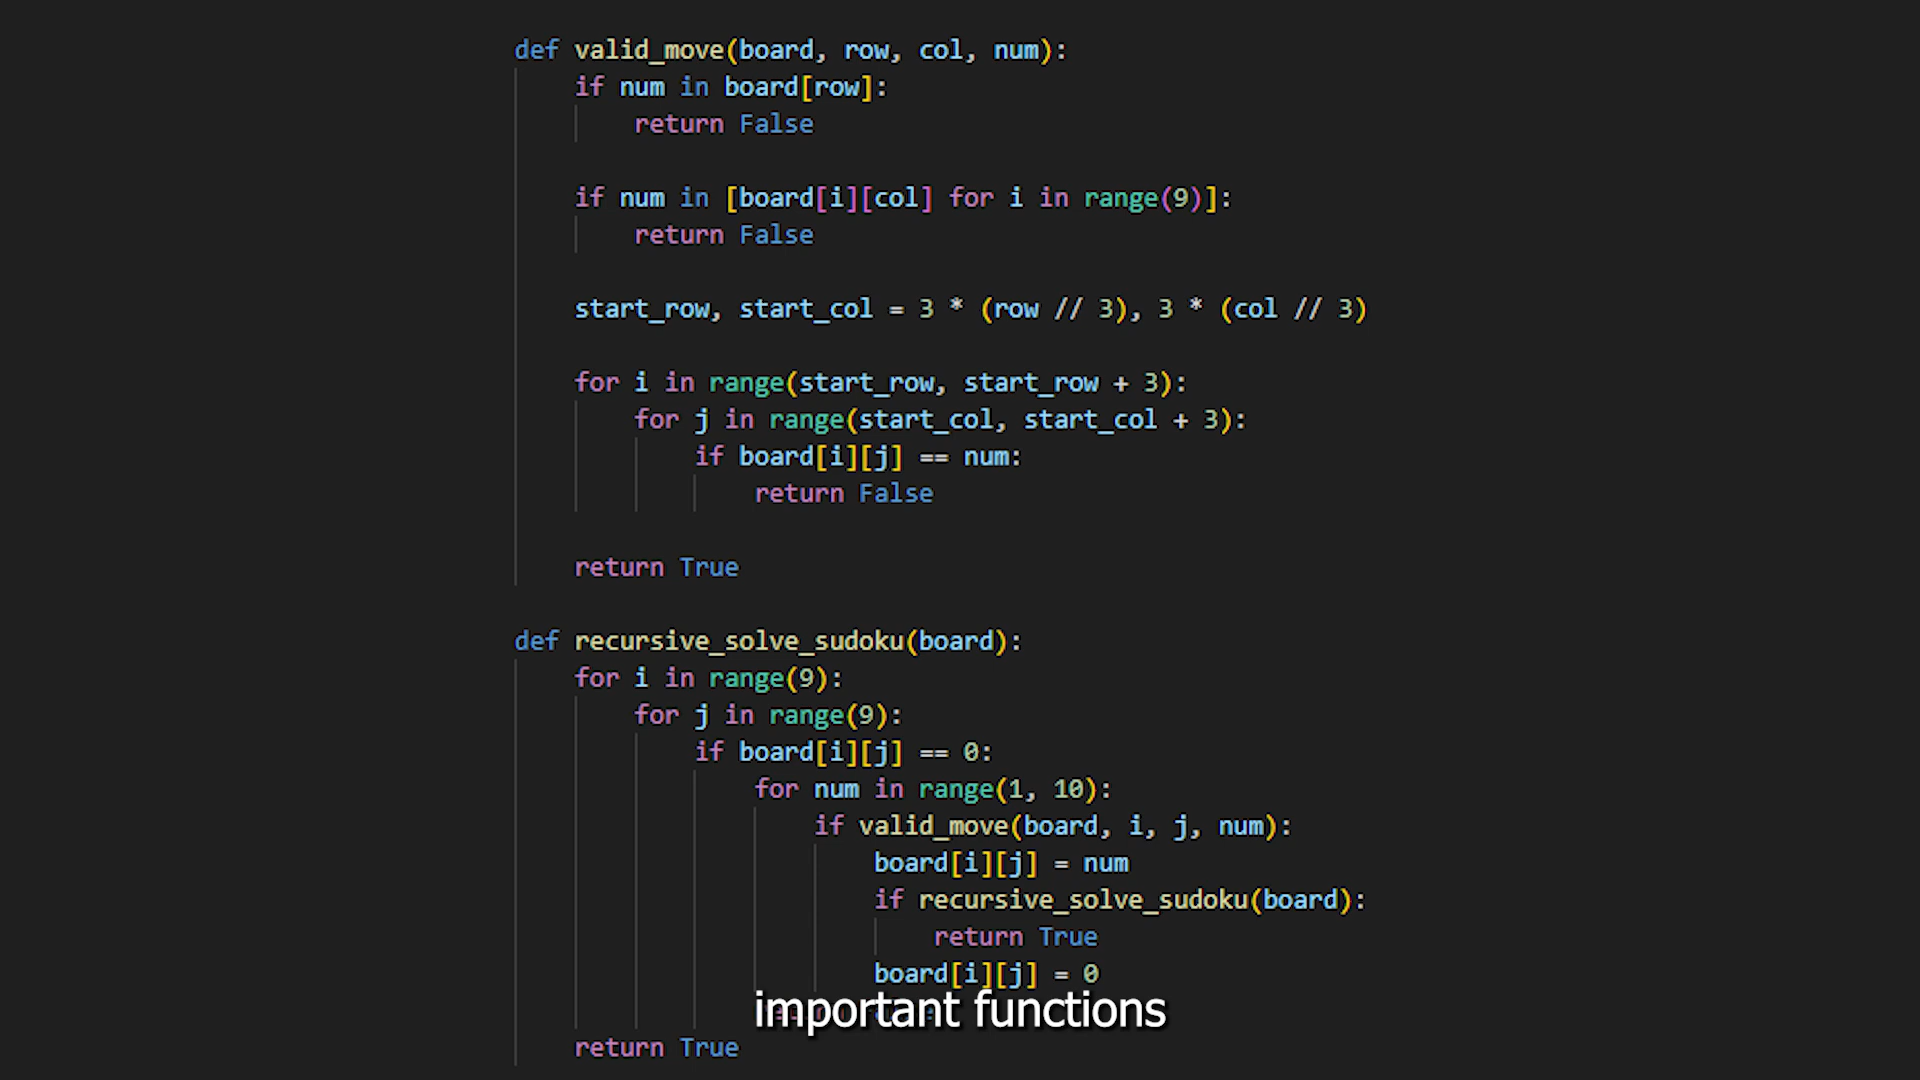 def valid_move(board, row, col, num):
    if num in board[row]:
        return False
    if num in [board[i][col] for i in range(9)]:
        return False
    start_row, start_col = 3 * (row // 3), 3 * (col // 3)
    for i in range(start_row, start_row + 3):
        for j in range(start_col, start_col + 3):
            if board[i][j] == num:
                return False
    return True
def recursive_solve_sudoku(board):
    for i in range(9):
        for j in range(9):
            if board[i][j] == 0:
                for num in range(1, 10):
                    if valid_move(board, i, j, num):
                        board[i][j] = num
                        if recursive_solve_sudoku(board):
                            return True
                        board[i][j] = 0
important functions
    return True